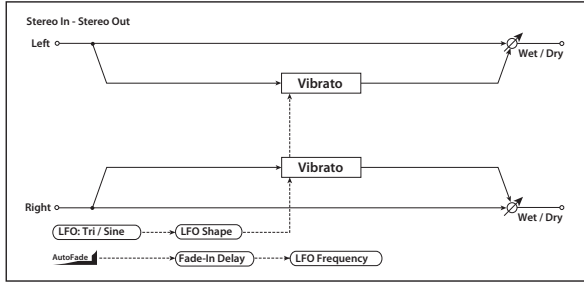 Stereo In - Stereo Out
Left
Wet / Dry
Vibrato
Vibrato
Right
Wet / Dry
LFO: Tri / Sine
LFO Shape
AutoFade
Fade-In Delay
LFO Frequency